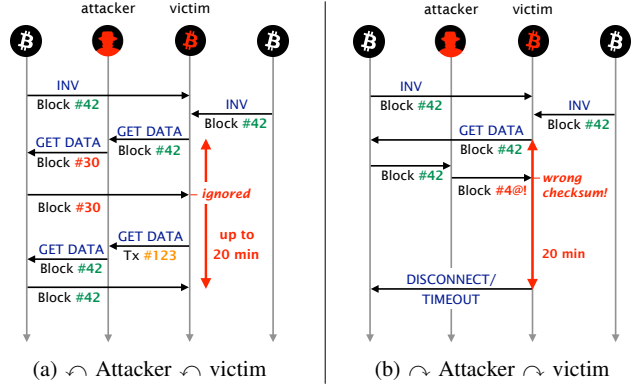 attacker victim
INV
Block #42
INV
Block #42
GET DATA
Block #42
GET DATA
Block #30
Block #30
ignored
up to
20 min
GET DATA
Tx #123
GET DATA
Block #42
Block #42
(a) Attacker victim
attacker victim
INV
Block #42
INV
Block #42
GET DATA
Block #42
Block #42
Block #4@!
wrong
checksum!
20 min
DISCONNECT/
TIMEOUT
(b) Attacker victim